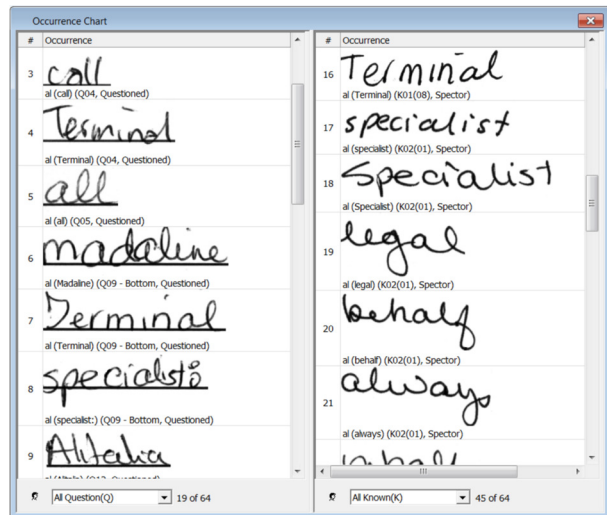 Occurrence Chart
# Occurrence
3 call
al (call) (Q04, Questioned)
4 Terminal
al (Terminal) (Q04, Questioned)
5 all
al (all) (Q05, Questioned)
6 madaline
al (Madaline) (Q09 - Bottom, Questioned)
7 Terminal
al (Terminal) (Q09 - Bottom, Questioned)
8 specialist:
al (specialist:) (Q09 - Bottom, Questioned)
9 Alitalia
All Question(Q) 19 of 64
# Occurrence
16 Terminal
al (Terminal) (K01(08), Spector)
17 specialist
al (specialist) (K02(01), Spector)
18 Specialist
al (Specialist) (K02(01), Spector)
19 legal
al (legal) (K02(01), Spector)
20 behalf
al (behalf) (K02(01), Spector)
21 always
al (always) (K02(01), Spector)
All Known(K) 45 of 64